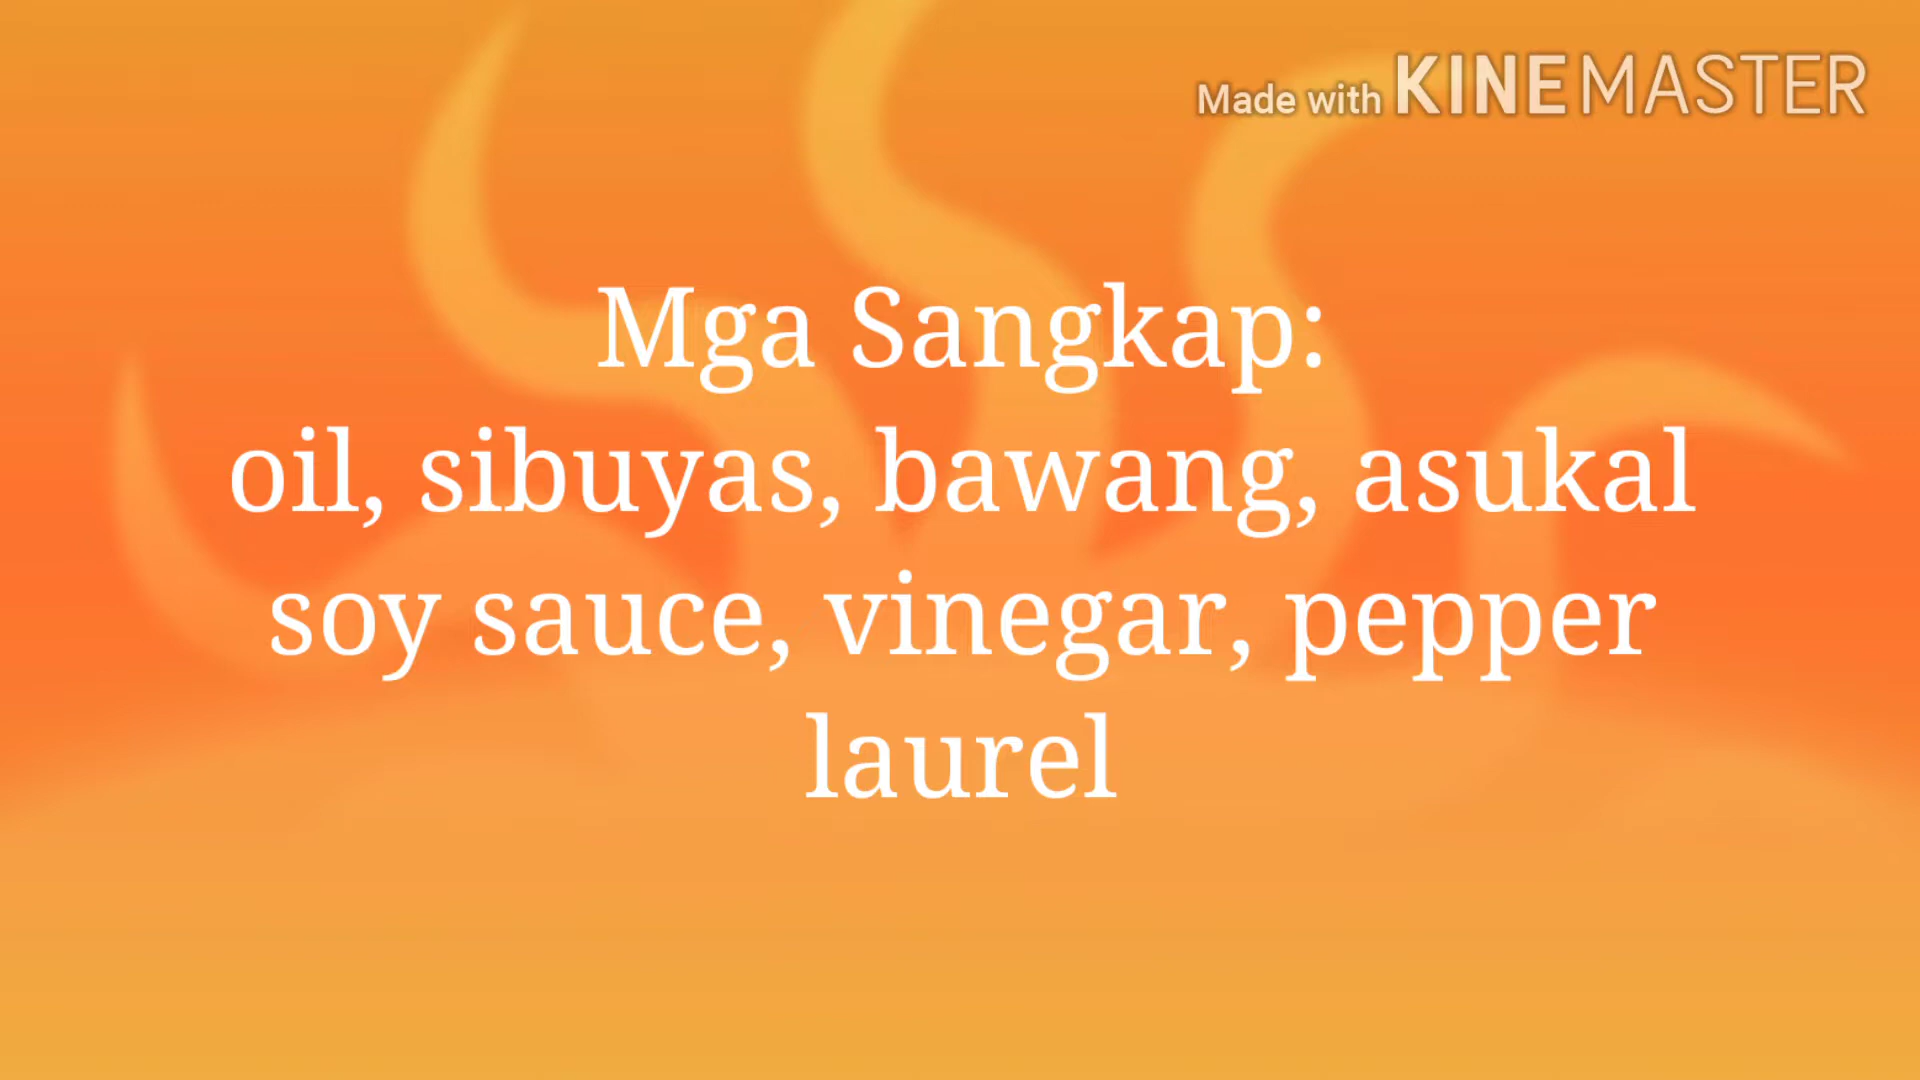 Made with KINEMASTER
Mga Sangkap:
oil, sibuyas, bawang, asukal
soy sauce, vinegar, pepper
laurel